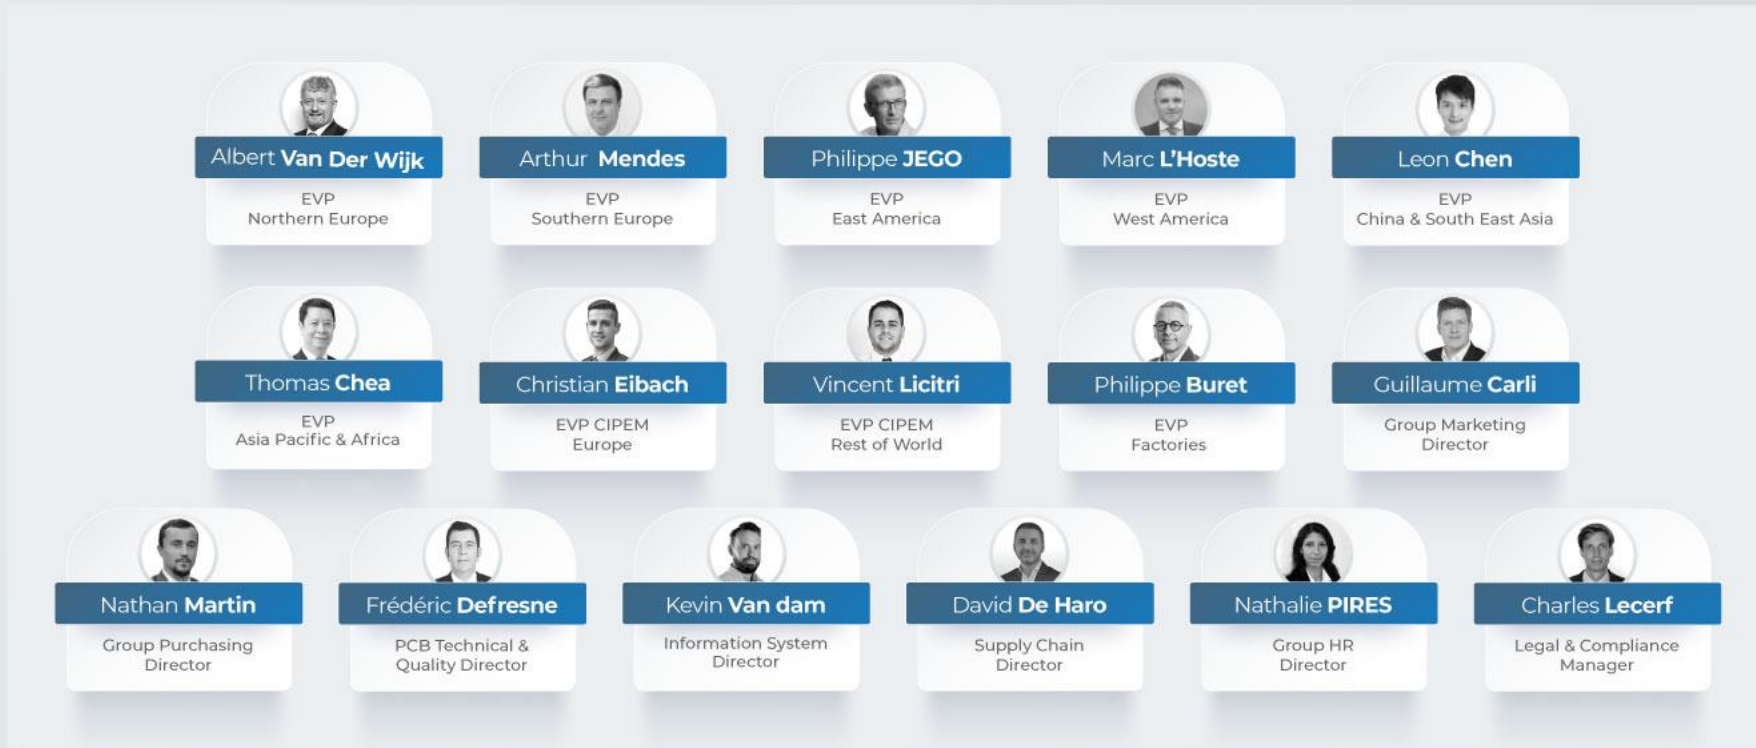 Albert Van Der Wijk
EVP
Northern Europe
Arthur Mendes
EVP
Southern Europe
Philippe JEGO
EVP
East America
Marc L'Hoste
EVP
West America
Leon Chen
EVP
China & South East Asia
Thomas Chea
EVP
Asia Pacific & Africa
Christian Eibach
EVP CIPEM
Europe
Vincent Licitri
EVP CIPEM
Rest of World
Philippe Buret
EVP
Factories
Guillaume Carli
Group Marketing
Director
Nathan Martin
Group Purchasing
Director
Frédéric Defresne
PCB Technical &
Quality Director
Kevin Van dam
Information System
Director
David De Haro
Supply Chain
Director
Nathalie PIRES
Group HR
Director
Charles Lecerf
Legal & Compliance
Manager